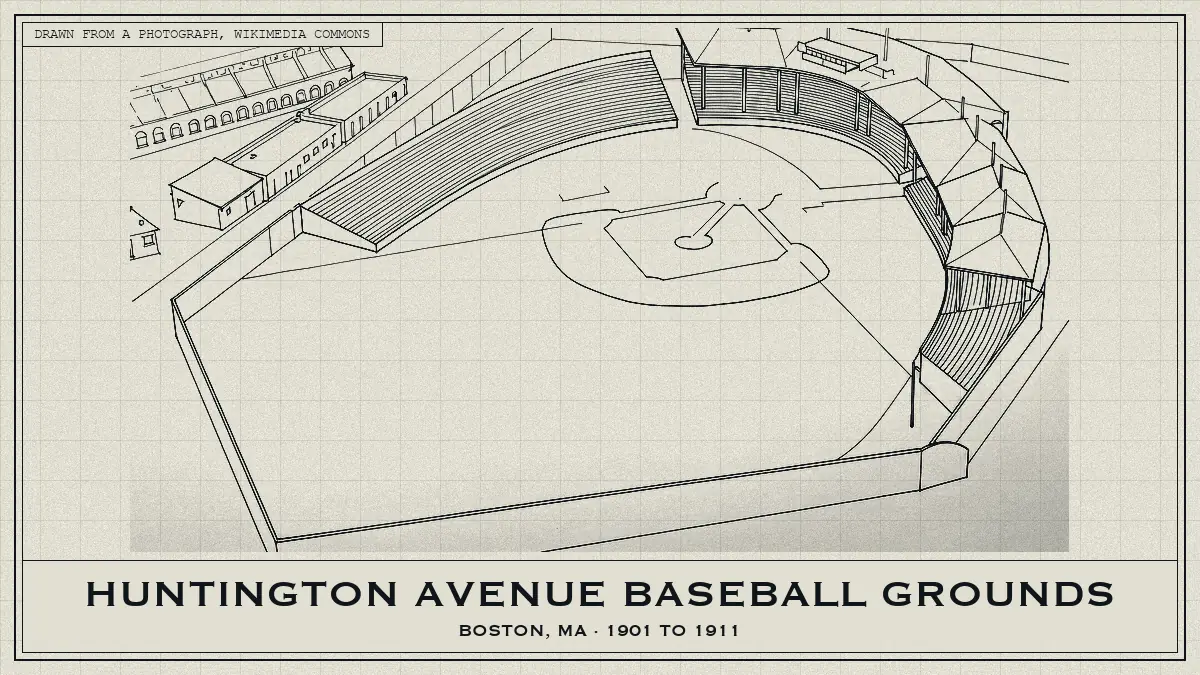 DRAWN FROM A PHOTOGRAPH, WIKIMEDIA COMMONS
HUNTINGTON AVENUE BASEBALL GROUNDS
BOSTON, MA · 1901 TO 1911